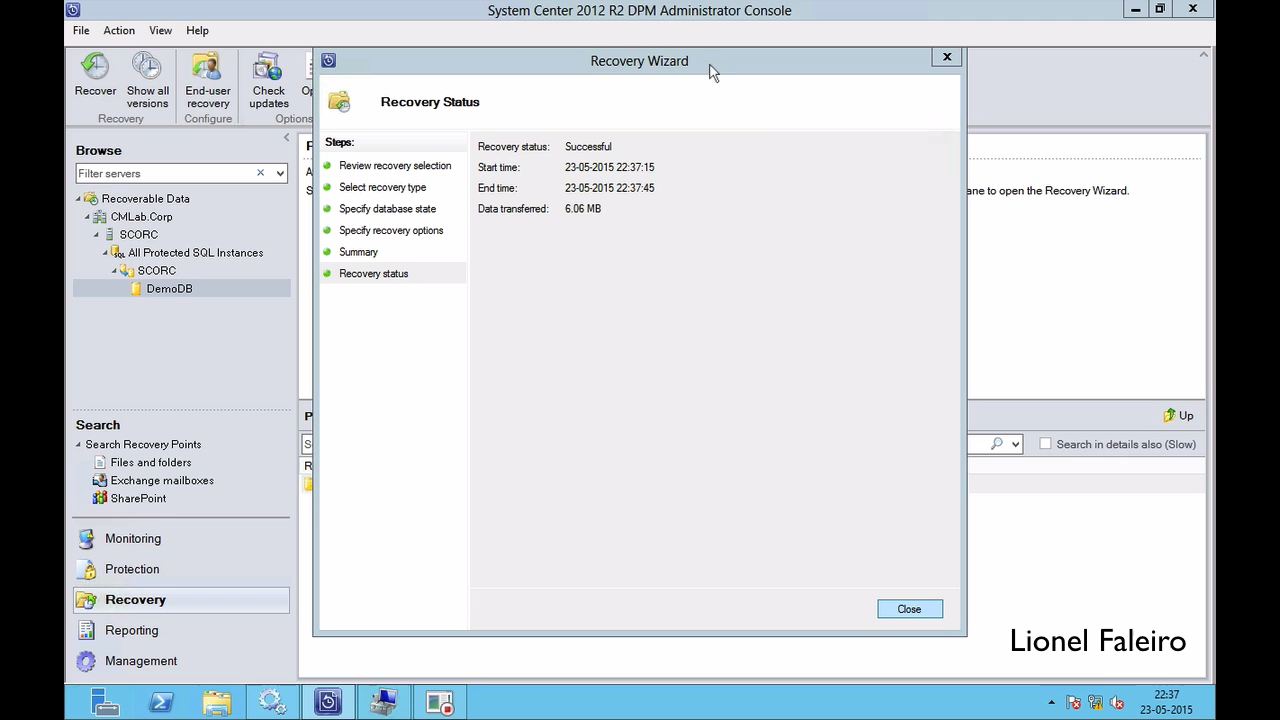 System Center 2012 R2 DPM Administrator Console
File Action View Help
Recover
Show all versions
End-user recovery
Check updates
Recovery
Configure
Options
Browse
Filter servers
Recoverable Data
CMLab.Corp
SCORC
All Protected SQL Instances
SCORC
DemoDB
Search
Search Recovery Points
Files and folders
Exchange mailboxes
SharePoint
Monitoring
Protection
Recovery
Reporting
Management
Recovery Wizard
Recovery Status
Steps:
Review recovery selection
Select recovery type
Specify database state
Specify recovery options
Summary
Recovery status
Recovery status: Successful
Start time: 23-05-2015 22:37:15
End time: 23-05-2015 22:37:45
Data transferred: 6.06 MB
Close
to open the Recovery Wizard.
Up
Search in details also (Slow)
Lionel Faleiro
22:37
23-05-2015